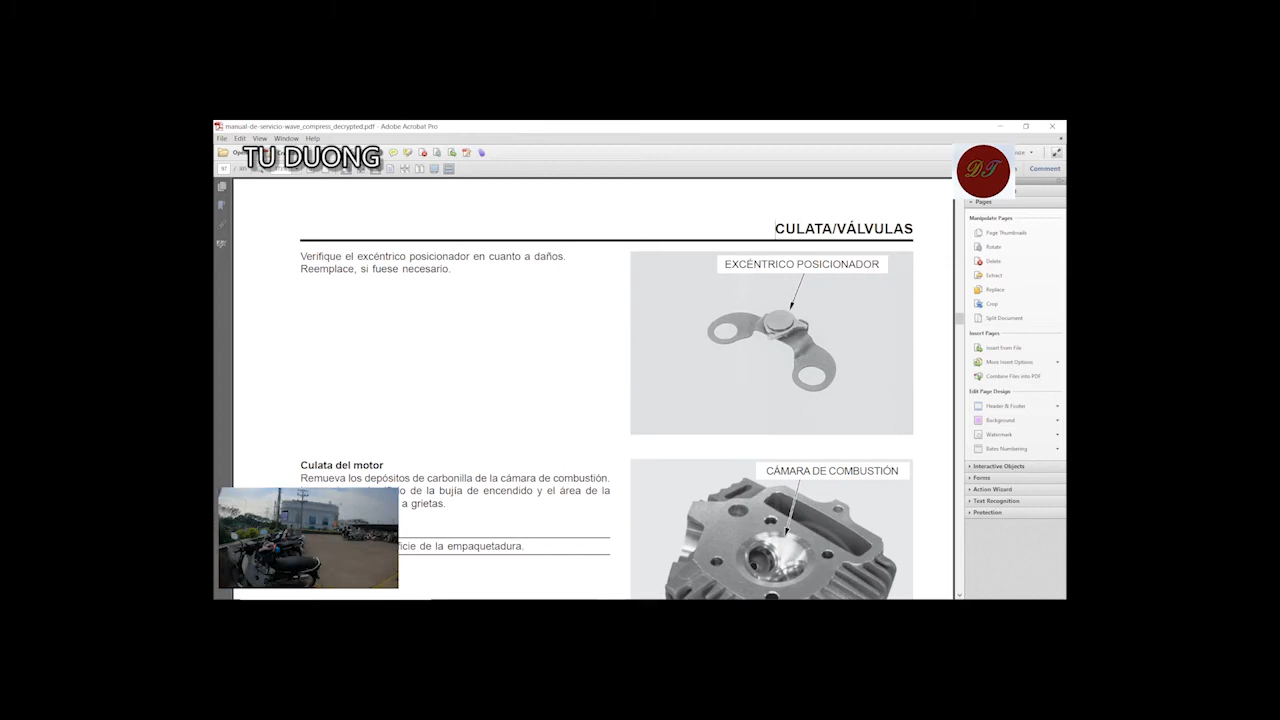 manual-de-servicio-wave_compress_decrypted.pdf - Adobe Acrobat Pro
File Edit View Window Help
TU DUONG
97
DT
Comment
Pages
Manipulate Pages
Page Thumbnails
Rotate
Delete
Extract
Replace
Crop
Split Document
Insert Pages
Insert from File
More Insert Options
Combine Files into PDF
Edit Page Design
Header & Footer
Background
Watermark
Bates Numbering
Interactive Objects
Forms
Action Wizard
Text Recognition
Protection
CULATA/VÁLVULAS
Verifique el excéntrico posicionador en cuanto a daños.
Reemplace, si fuese necesario.
EXCÉNTRICO POSICIONADOR
Culata del motor
Remueva los depósitos de carbonilla de la cámara de combustión.
de la bujía de encendido y el área de la
a grietas.
de la empaquetadura.
CÁMARA DE COMBUSTIÓN